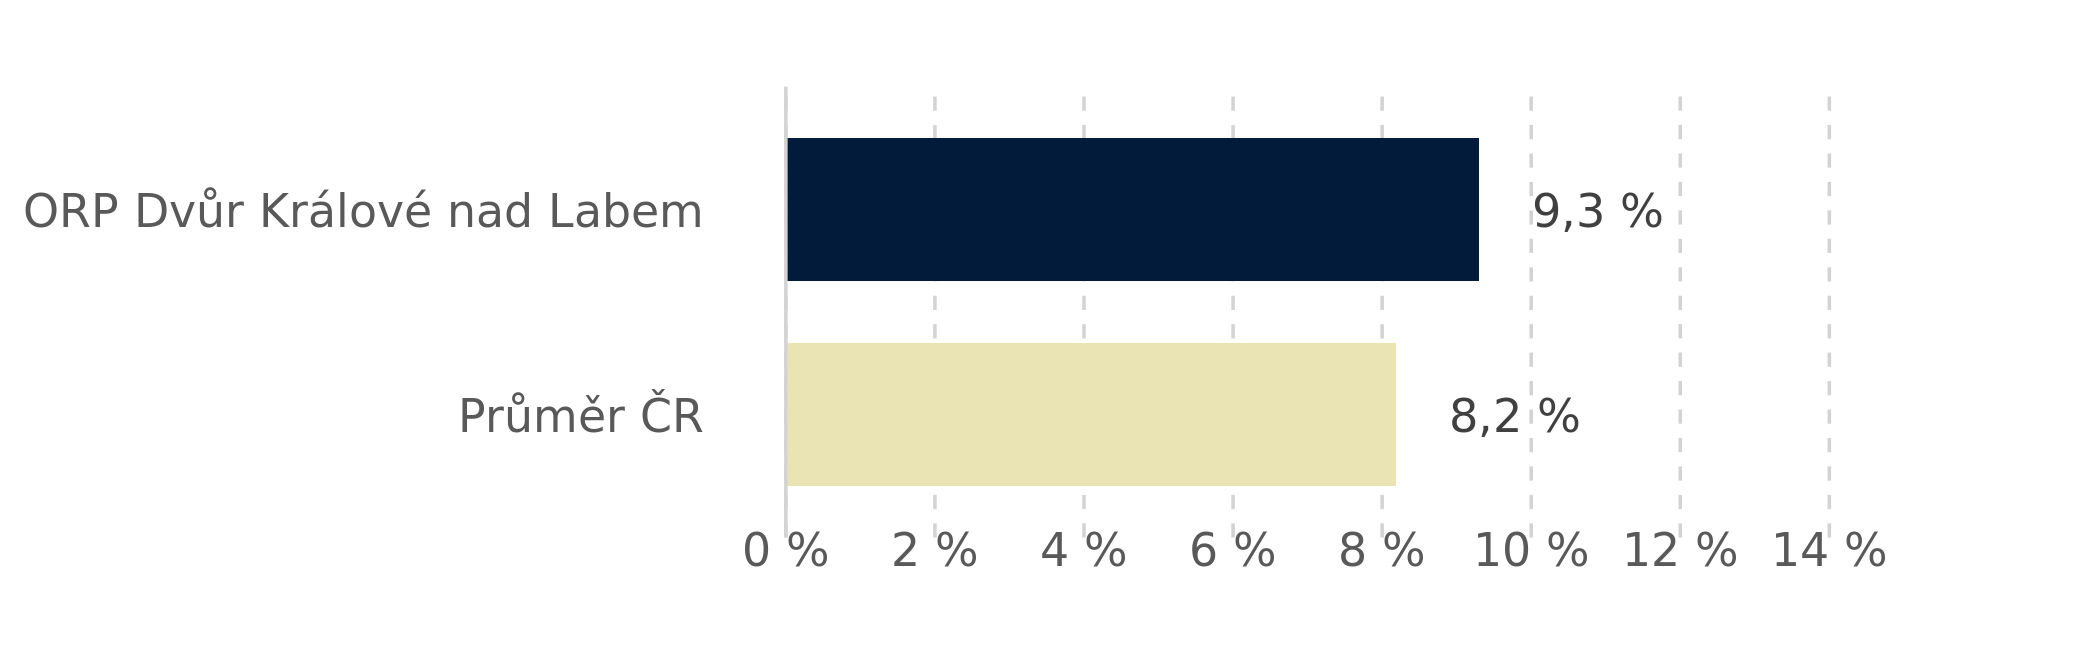 ORP Dvůr Králové nad Labem
9,3 %
Průměr ČR
8,2 %
0 % 2 % 4 % 6 % 8 % 10 % 12 % 14 %